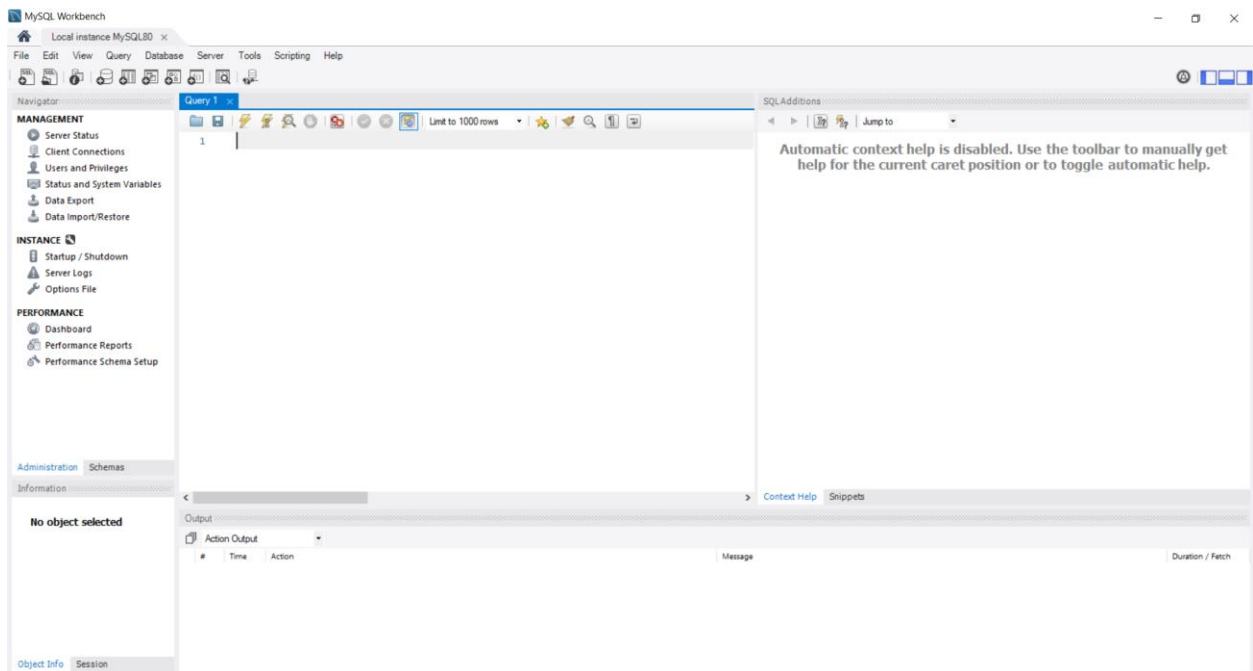 MySQL Workbench
Local instance MySQL80
File Edit View Query Database Server Tools Scripting Help
Navigator
MANAGEMENT
Server Status
Client Connections
Users and Privileges
Status and System Variables
Data Export
Data Import/Restore
INSTANCE
Startup / Shutdown
Server Logs
Options File
PERFORMANCE
Dashboard
Performance Reports
Performance Schema Setup
Administration Schemas
Information
No object selected
Object Info Session
Query 1
Limit to 1000 rows
1
Output
Action Output
# Time Action Message Duration / Fetch
SQLAdditions
Jump to
Automatic context help is disabled. Use the toolbar to manually get
help for the current caret position or to toggle automatic help.
Context Help Snippets